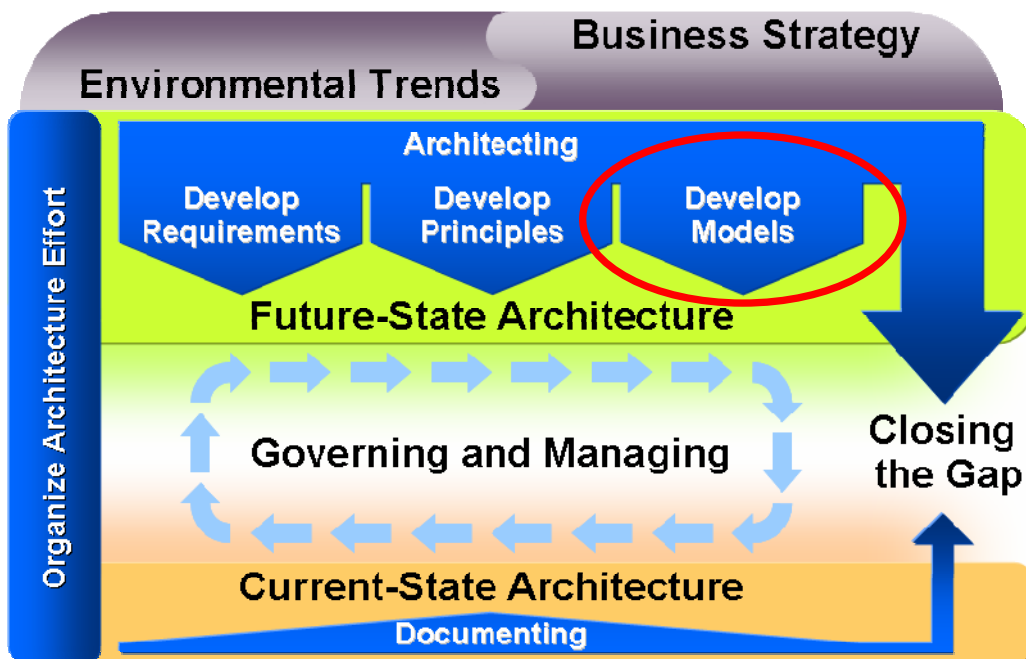 Business Strategy
Environmental Trends
Organize Architecture Effort
Architecting
Develop
Requirements
Develop
Principles
Develop
Models
Future-State Architecture
Governing and Managing
Closing
the Gap
Current-State Architecture
Documenting